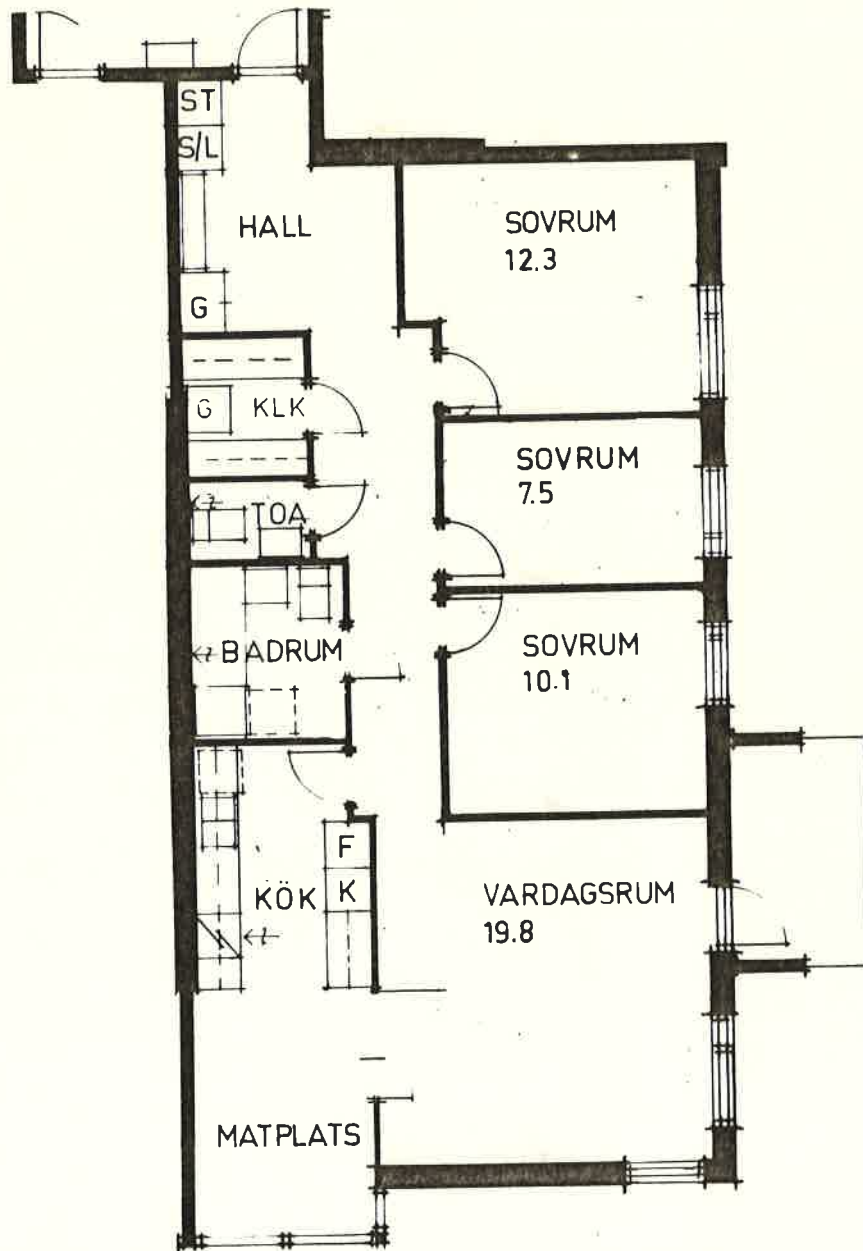 ST
S/L
HALL
SOVRUM
12.3
G
G
KLK
SOVRUM
7.5
TOA
SOVRUM
10.1
BADRUM
F
K
KÖK
VARDAGSRUM
19.8
MATPLATS